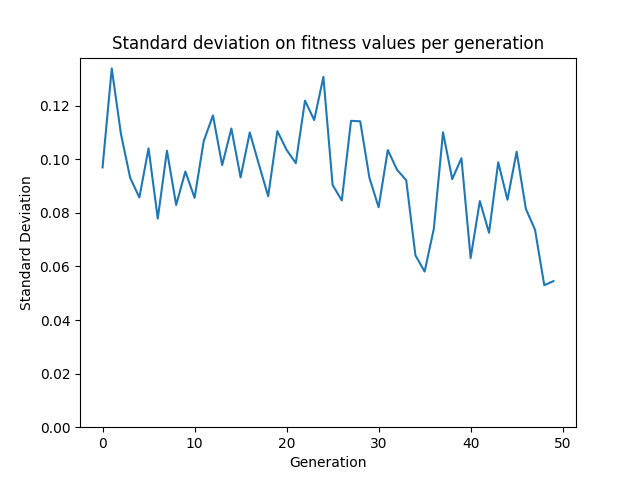 Standard deviation on fitness values per generation
Standard Deviation
0.12
0.10
0.08
0.06
0.04
0.02
0.00
0 10 20 30 40 50
Generation